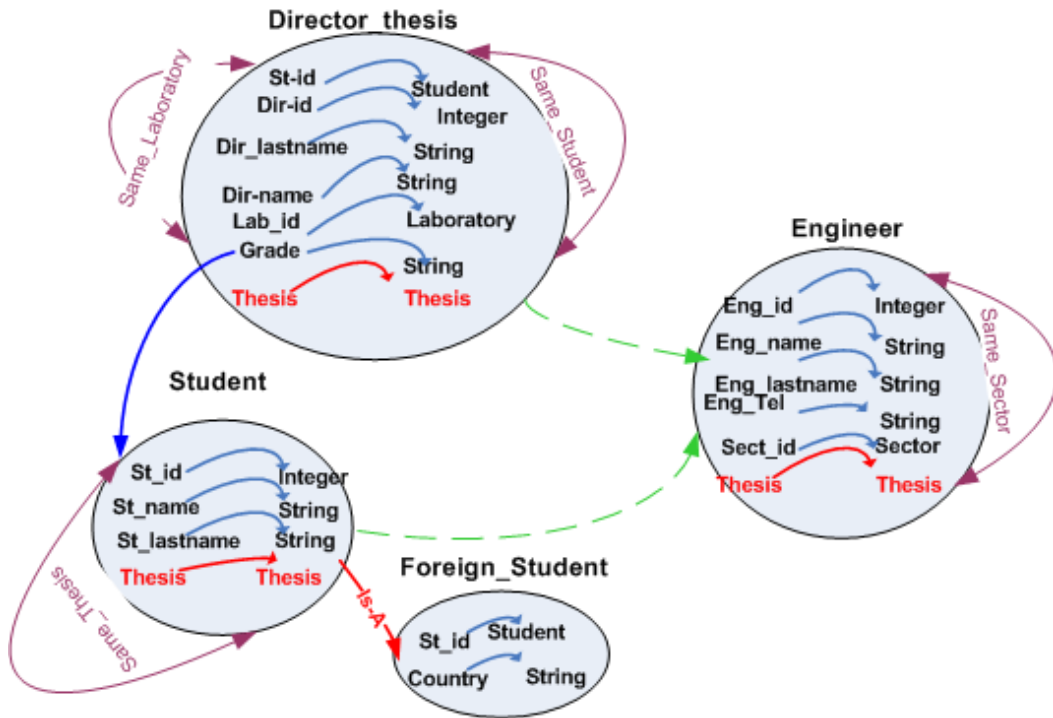 Director_thesis
St-id Student
Dir-id Integer
Dir_lastname String
Dir-name String
Lab_id Laboratory
Grade String
Thesis Thesis
Same_Laboratory
Same_Student
Engineer
Eng_id Integer
Eng_name String
Eng_lastname String
Eng_Tel String
Sect_id Sector
Thesis Thesis
Same_Sector
Student
St_id Integer
St_name String
St_lastname String
Thesis Thesis
Same_Thesis
Is-A
Foreign_Student
St_id Student
Country String